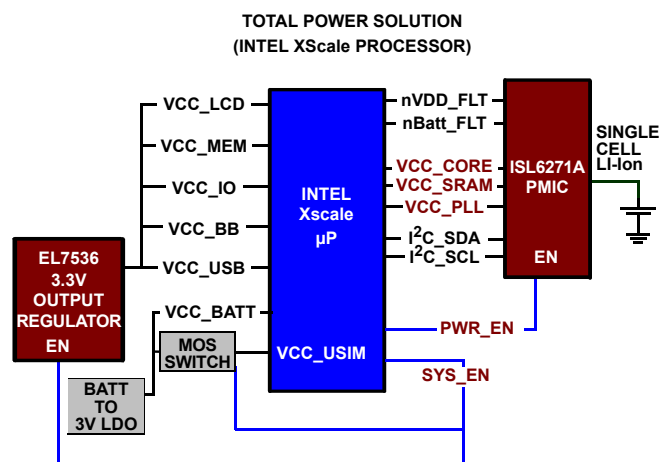 TOTAL POWER SOLUTION
(INTEL XScale PROCESSOR)
VCC_LCD
VCC_MEM
VCC_IO
VCC_BB
VCC_USB
VCC_BATT
EL7536
3.3V
OUTPUT
REGULATOR
EN
MOS
SWITCH
BATT
TO
3V LDO
INTEL
Xscale
µP
VCC_USIM
nVDD_FLT
nBatt_FLT
VCC_CORE
VCC_SRAM
VCC_PLL
I²C_SDA
I²C_SCL
PWR_EN
SYS_EN
ISL6271A
PMIC
EN
SINGLE
CELL
LI-Ion